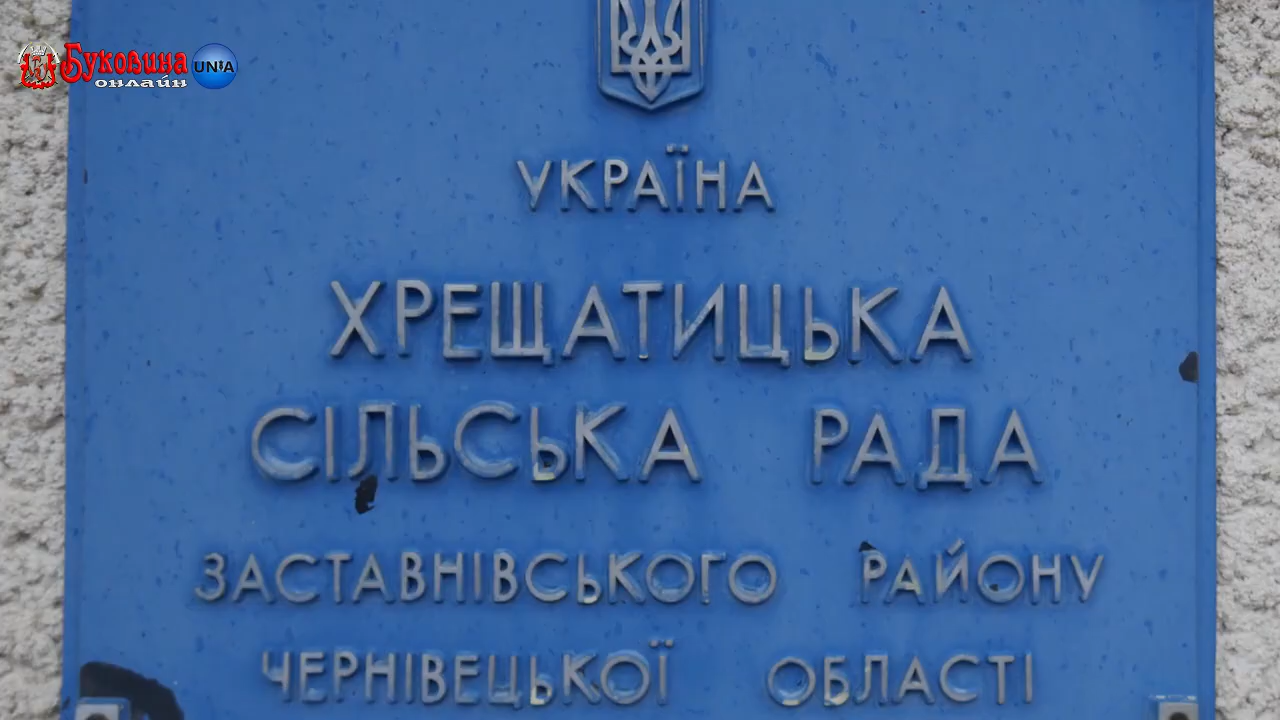 Буковина
онлайн
UNIA
УКРАЇНА
ХРЕЩАТИЦЬКА
СІЛЬСЬКА РАДА
ЗАСТАВНІВСЬКОГО РАЙОНУ
ЧЕРНІВЕЦЬКОЇ ОБЛАСТІ